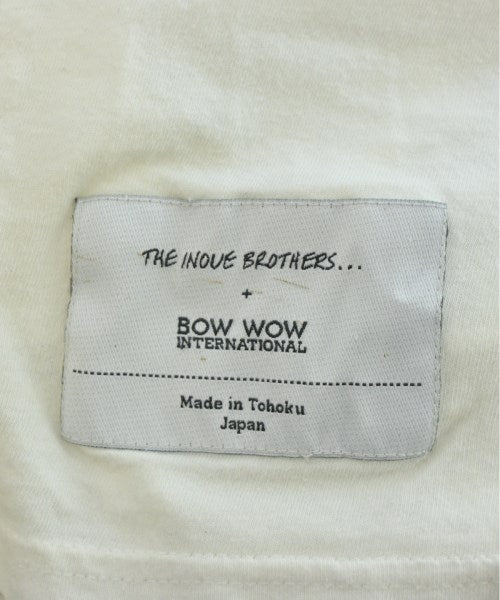 THE INOUE BROTHERS...
+
BOW WOW
INTERNATIONAL
Made in Tohoku
Japan